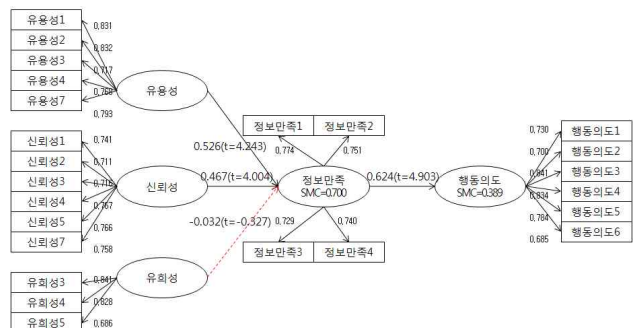 유용성1
유용성2
유용성3
유용성4
유용성7
0.831
0.832
0.717
0.768
0.793
유용성
신뢰성1
신뢰성2
신뢰성3
신뢰성4
신뢰성5
신뢰성7
0.741
0.711
0.716
0.767
0.766
0.758
신뢰성
유희성3
유희성4
유희성5
0.841
0.828
0.686
유희성
0.526(t=4.243)
0.467(t=4.004)
-0.032(t=-0.327)
정보만족1 정보만족2
0.774 0.751
정보만족
SMC=0.700
0.729 0.740
정보만족3 정보만족4
0.624(t=4.903)
행동의도
SMC=0.389
0.730
0.700
0.841
0.834
0.784
0.685
행동의도1
행동의도2
행동의도3
행동의도4
행동의도5
행동의도6